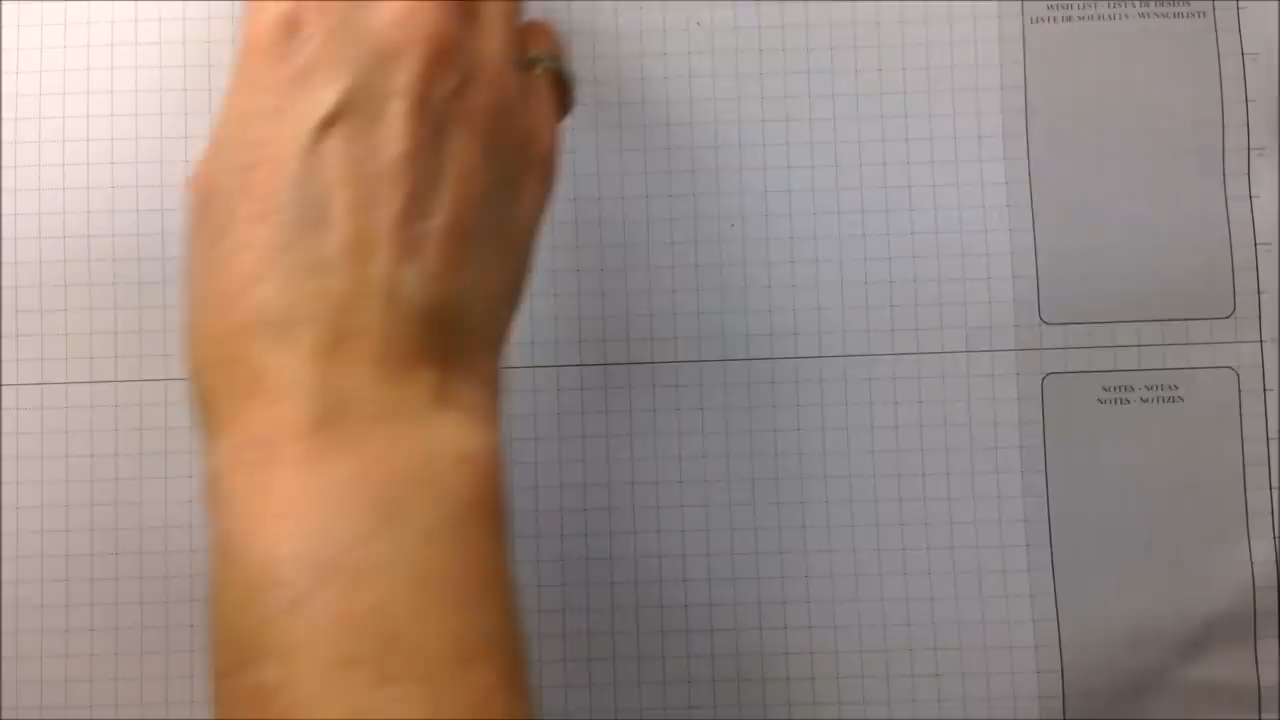 WISH LIST - LISTA DE DESEOS
LISTE DE SOUHAITS - WUNSCHLISTE
NOTES - NOTAS
NOTES - NOTIZEN